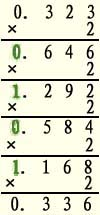 0. 3 2 3
× 2
0. 6 4 6
× 2
1. 2 9 2
× 2
0. 5 8 4
× 2
1. 1 6 8
× 2
0. 3 3 6